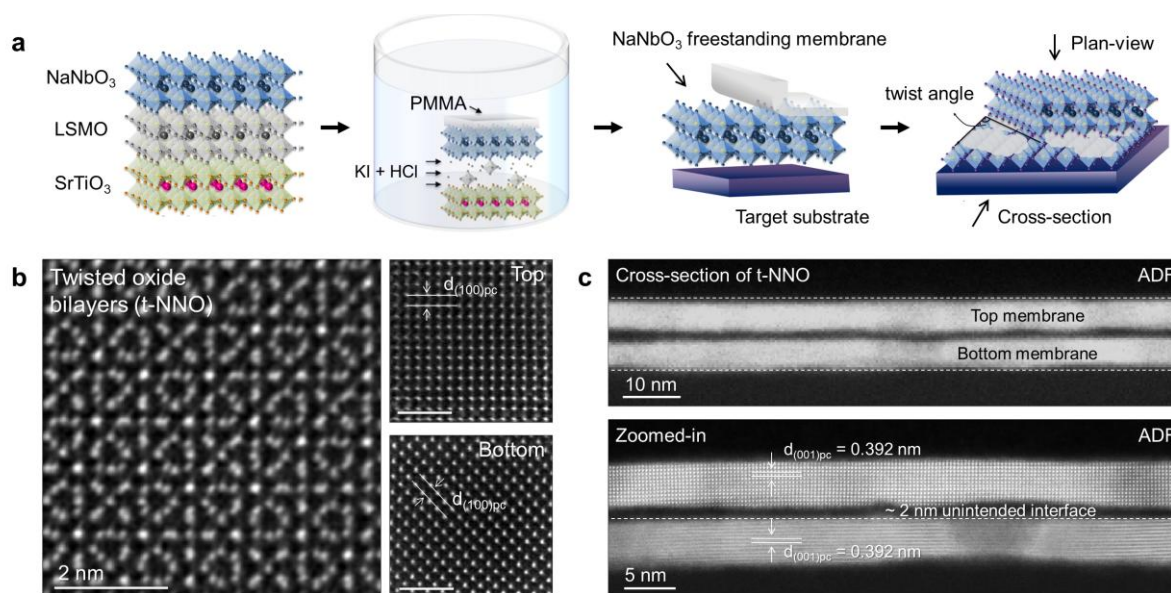 a
NaNbO₃
LSMO
SrTiO₃
PMMA
KI + HCl
NaNbO₃ freestanding membrane
Target substrate
twist angle
Plan-view
Cross-section
b
Twisted oxide
bilayers (t-NNO)
2 nm
Top
d(100)pc
Bottom
d(100)pc
c
Cross-section of t-NNO
ADF
Top membrane
Bottom membrane
10 nm
Zoomed-in
ADF
d(001)pc = 0.392 nm
~ 2 nm unintended interface
d(001)pc = 0.392 nm
5 nm